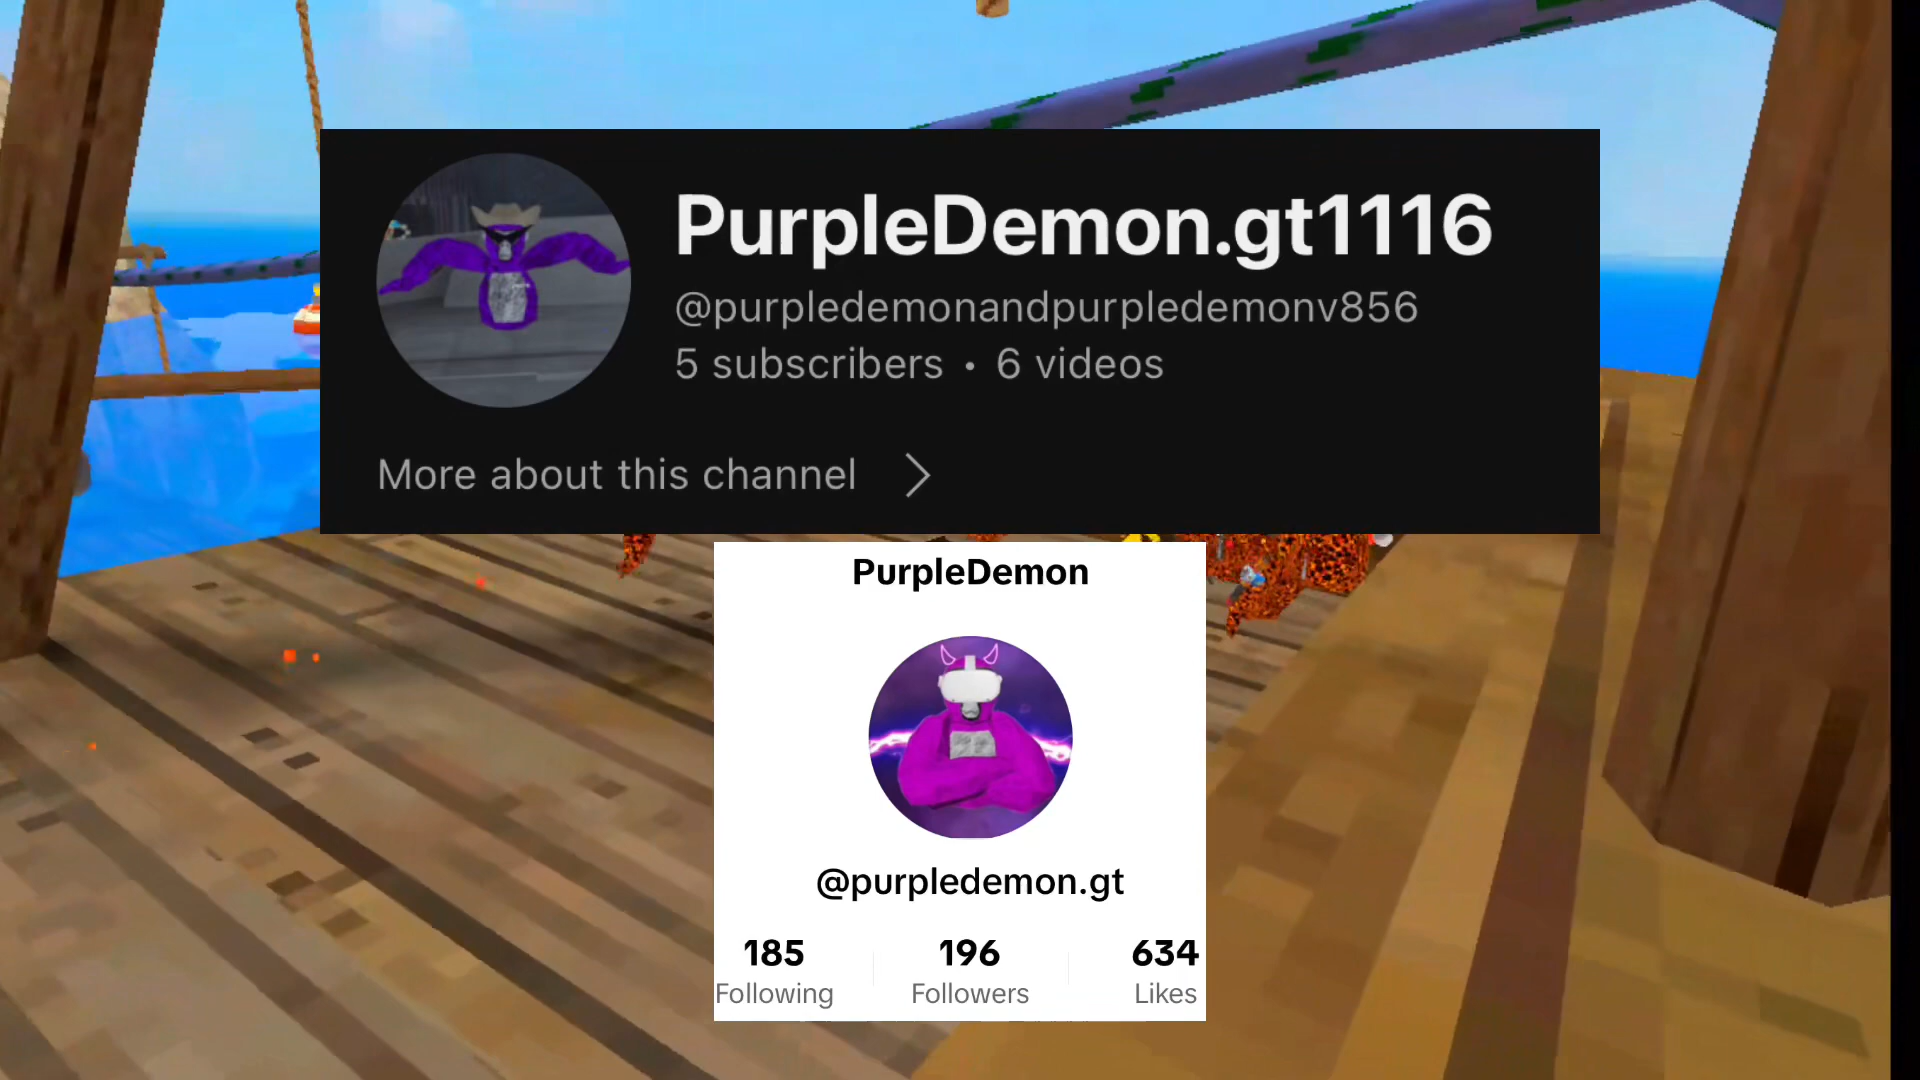 PurpleDemon.gt1116
@purpledemonandpurpledemonv856
5 subscribers • 6 videos
More about this channel
PurpleDemon
@purpledemon.gt
185 196 634
Following Followers Likes